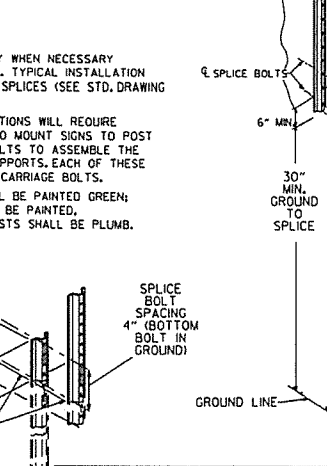 Y WHEN NECESSARY
. TYPICAL INSTALLATION
SPLICES (SEE STD. DRAWING
TIONS WILL REQUIRE
O MOUNT SIGNS TO POST
LTS TO ASSEMBLE THE
PPORTS. EACH OF THESE
CARRIAGE BOLTS.
L BE PAINTED GREEN;
BE PAINTED.
STS SHALL BE PLUMB.
℄ SPLICE BOLTS
6" MIN.
30"
MIN.
GROUND
TO
SPLICE
SPLICE
BOLT
SPACING
4" (BOTTOM
BOLT IN
GROUND)
GROUND LINE